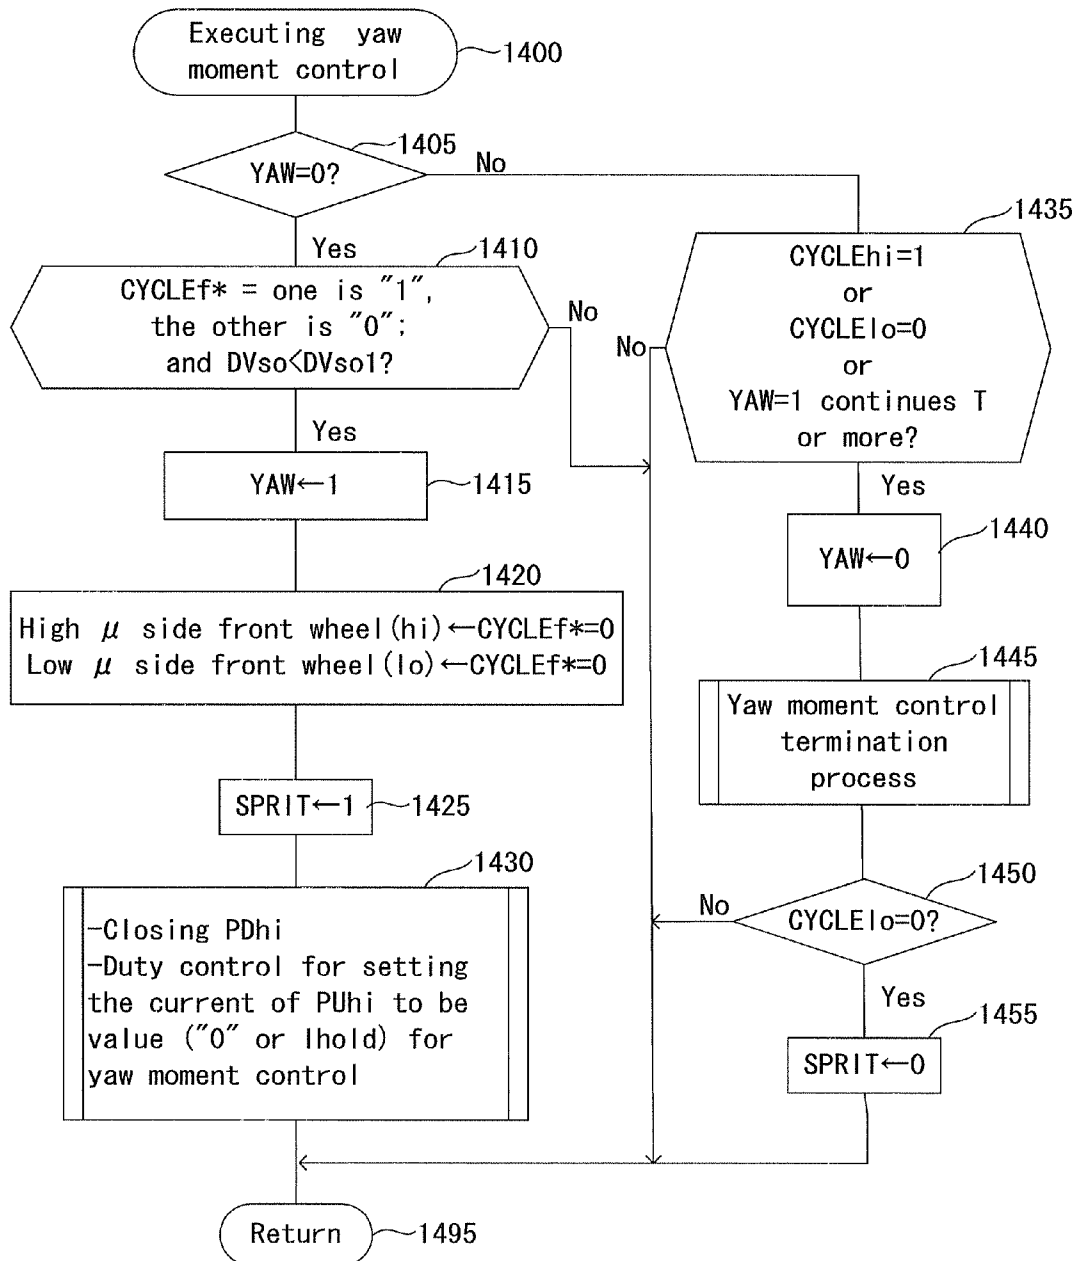 Executing yaw
moment control
1400
1405
YAW=0?
No
Yes
1410
CYCLEf* = one is "1",
the other is "0";
and DVso<DVso1?
No
Yes
YAW←1
1415
1420
High μ side front wheel(hi)←CYCLEf*=0
Low μ side front wheel(lo)←CYCLEf*=0
SPRIT←1
1425
1430
-Closing PDhi
-Duty control for setting
the current of PUhi to be
value ("0" or Ihold) for
yaw moment control
1435
CYCLEhi=1
or
CYCLElo=0
or
YAW=1 continues T
or more?
No
Yes
1440
YAW←0
1445
Yaw moment control
termination
process
1450
CYCLElo=0?
No
Yes
1455
SPRIT←0
Return
1495